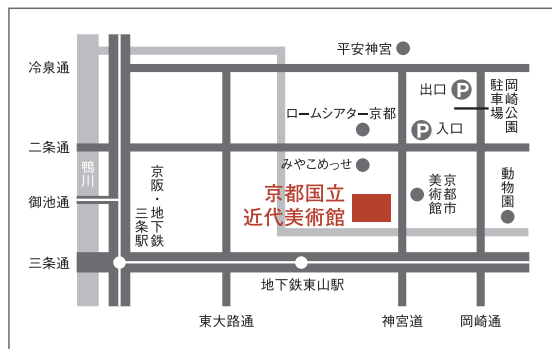 平安神宮
冷泉通
出口
P
岡崎公園
駐車場
ロームシアター京都
P
入口
二条通
みやこめっせ
鴨川
京阪・地下鉄
三条駅
京都国立
近代美術館
京都市
美術館
動物園
御池通
三条通
地下鉄東山駅
東大路通
神宮道
岡崎通